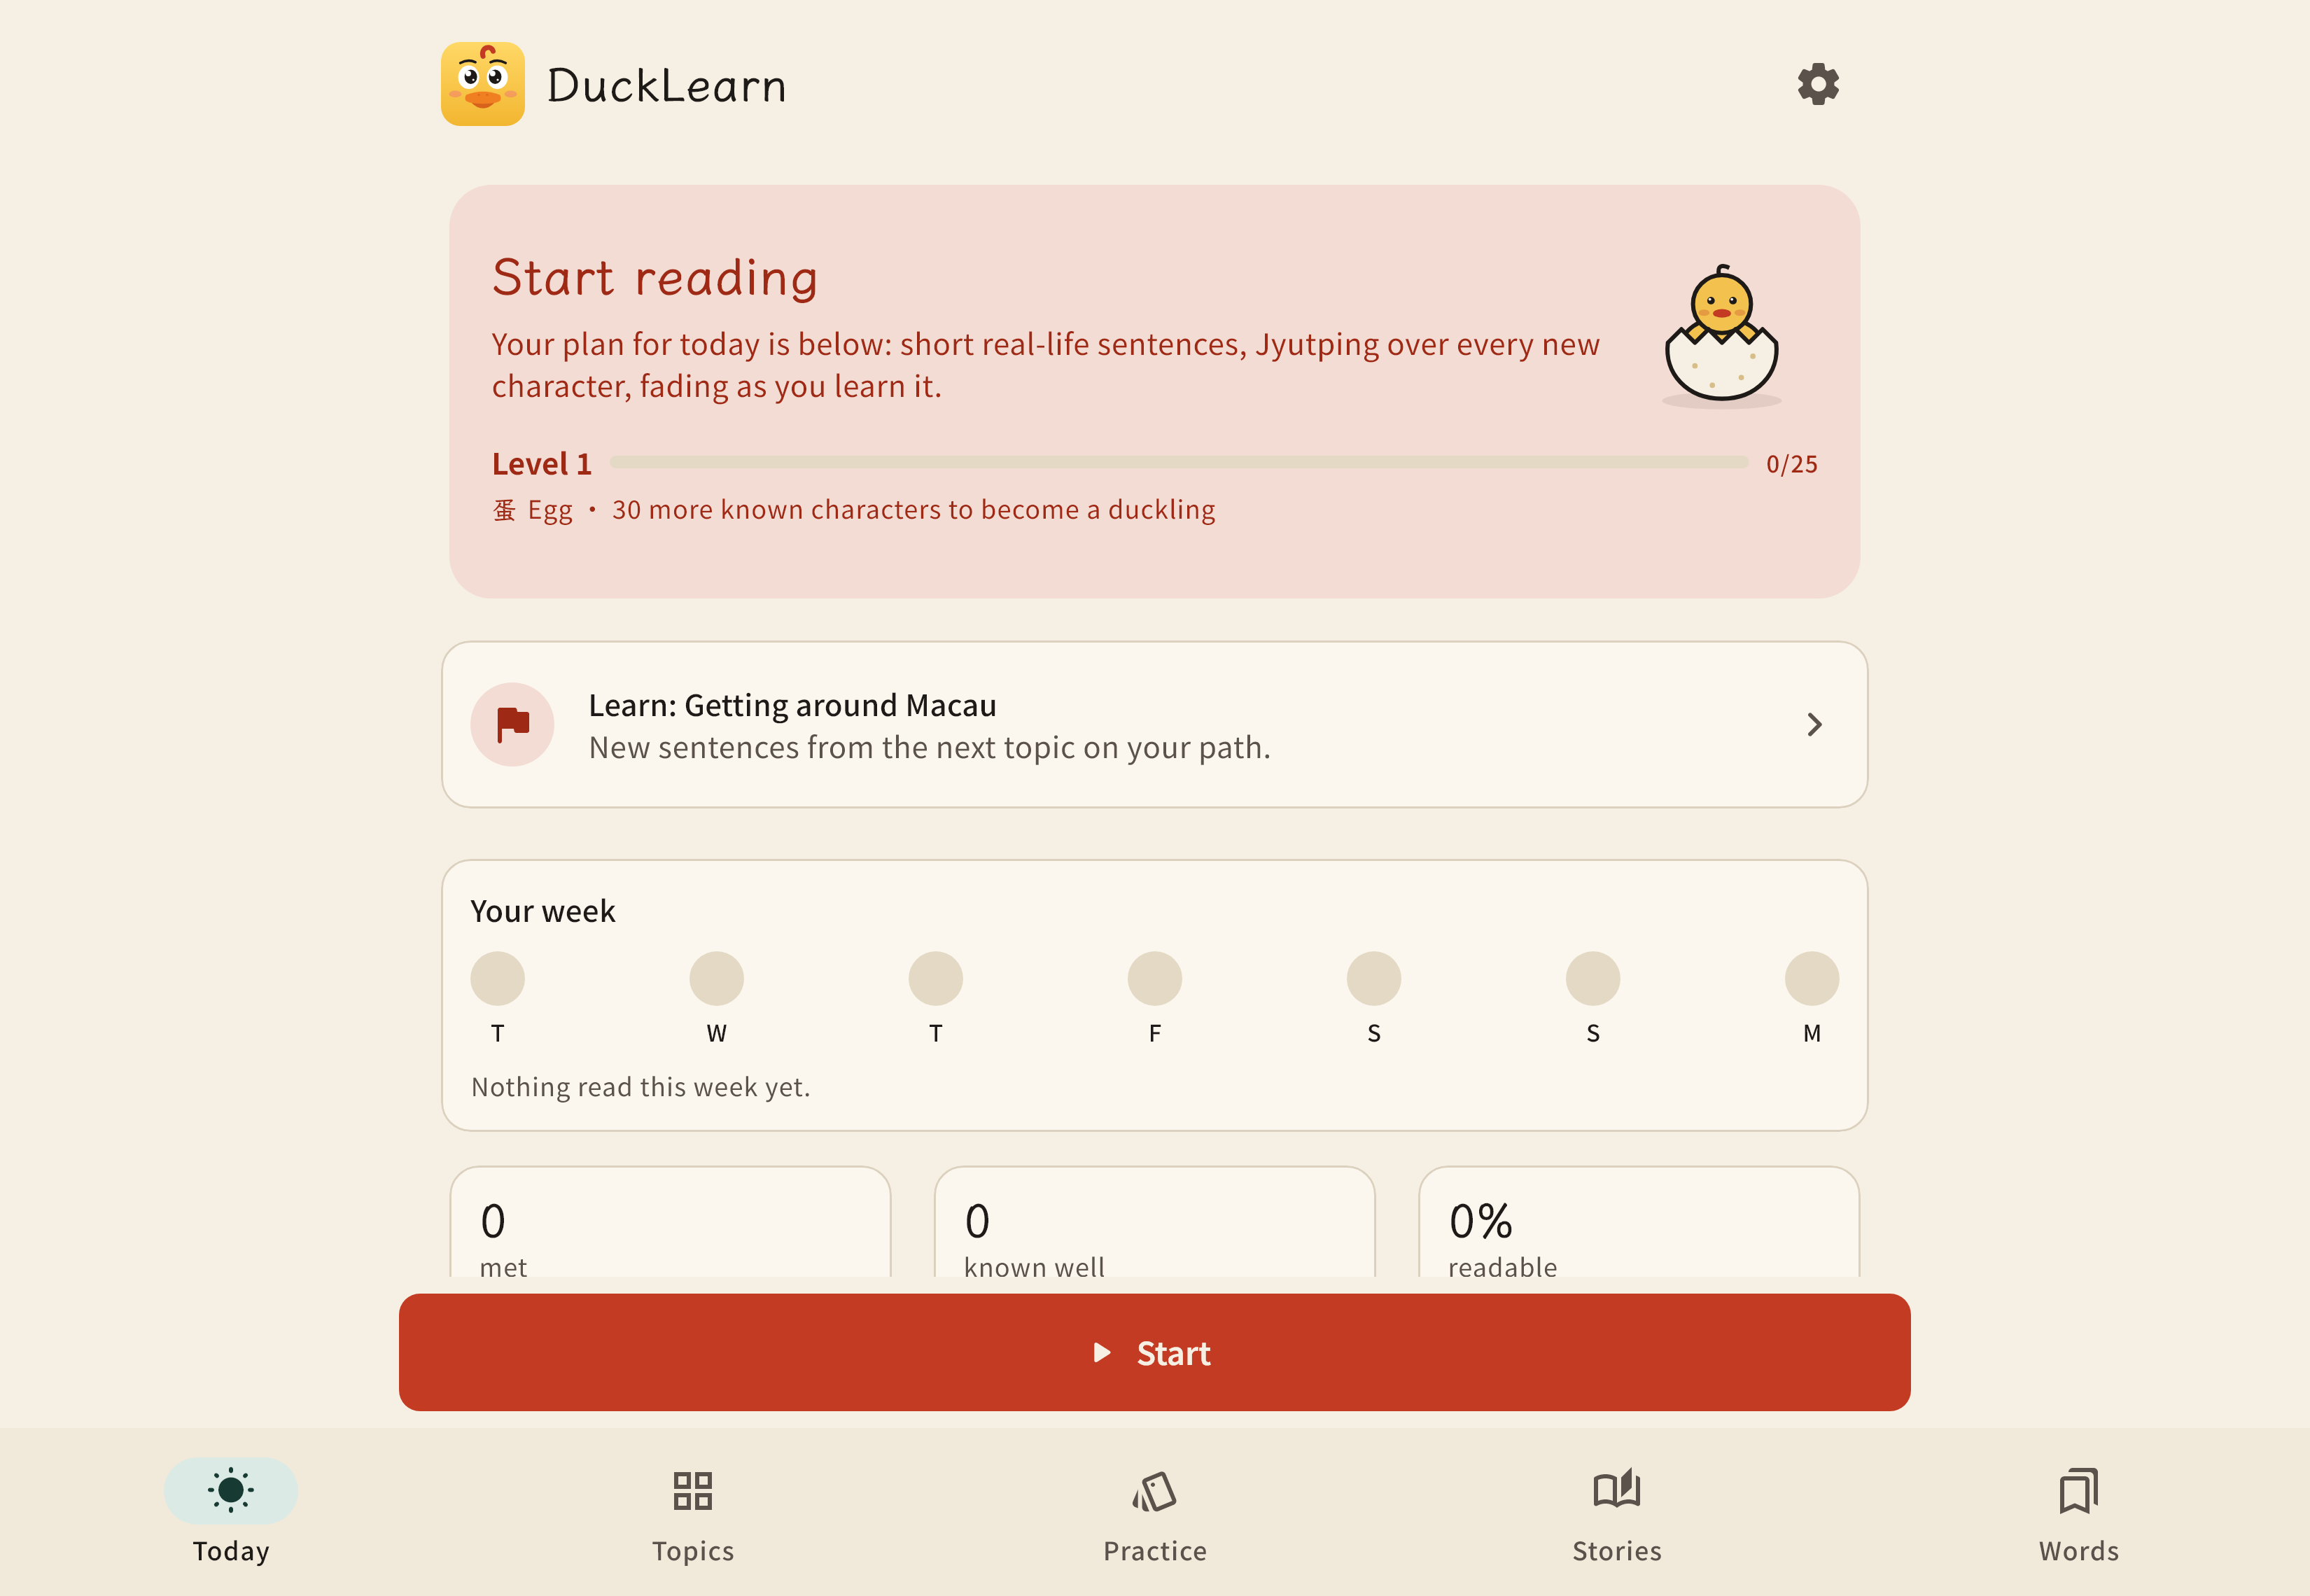 DuckLearn
Start reading
Your plan for today is below: short real-life sentences, Jyutping over every new
character, fading as you learn it.
Level 1 0/25
蛋 Egg · 30 more known characters to become a duckling
Learn: Getting around Macau
New sentences from the next topic on your path.
Your week
T W T F S S M
Nothing read this week yet.
0 0 0%
met known well readable
Start
Today Topics Practice Stories Words